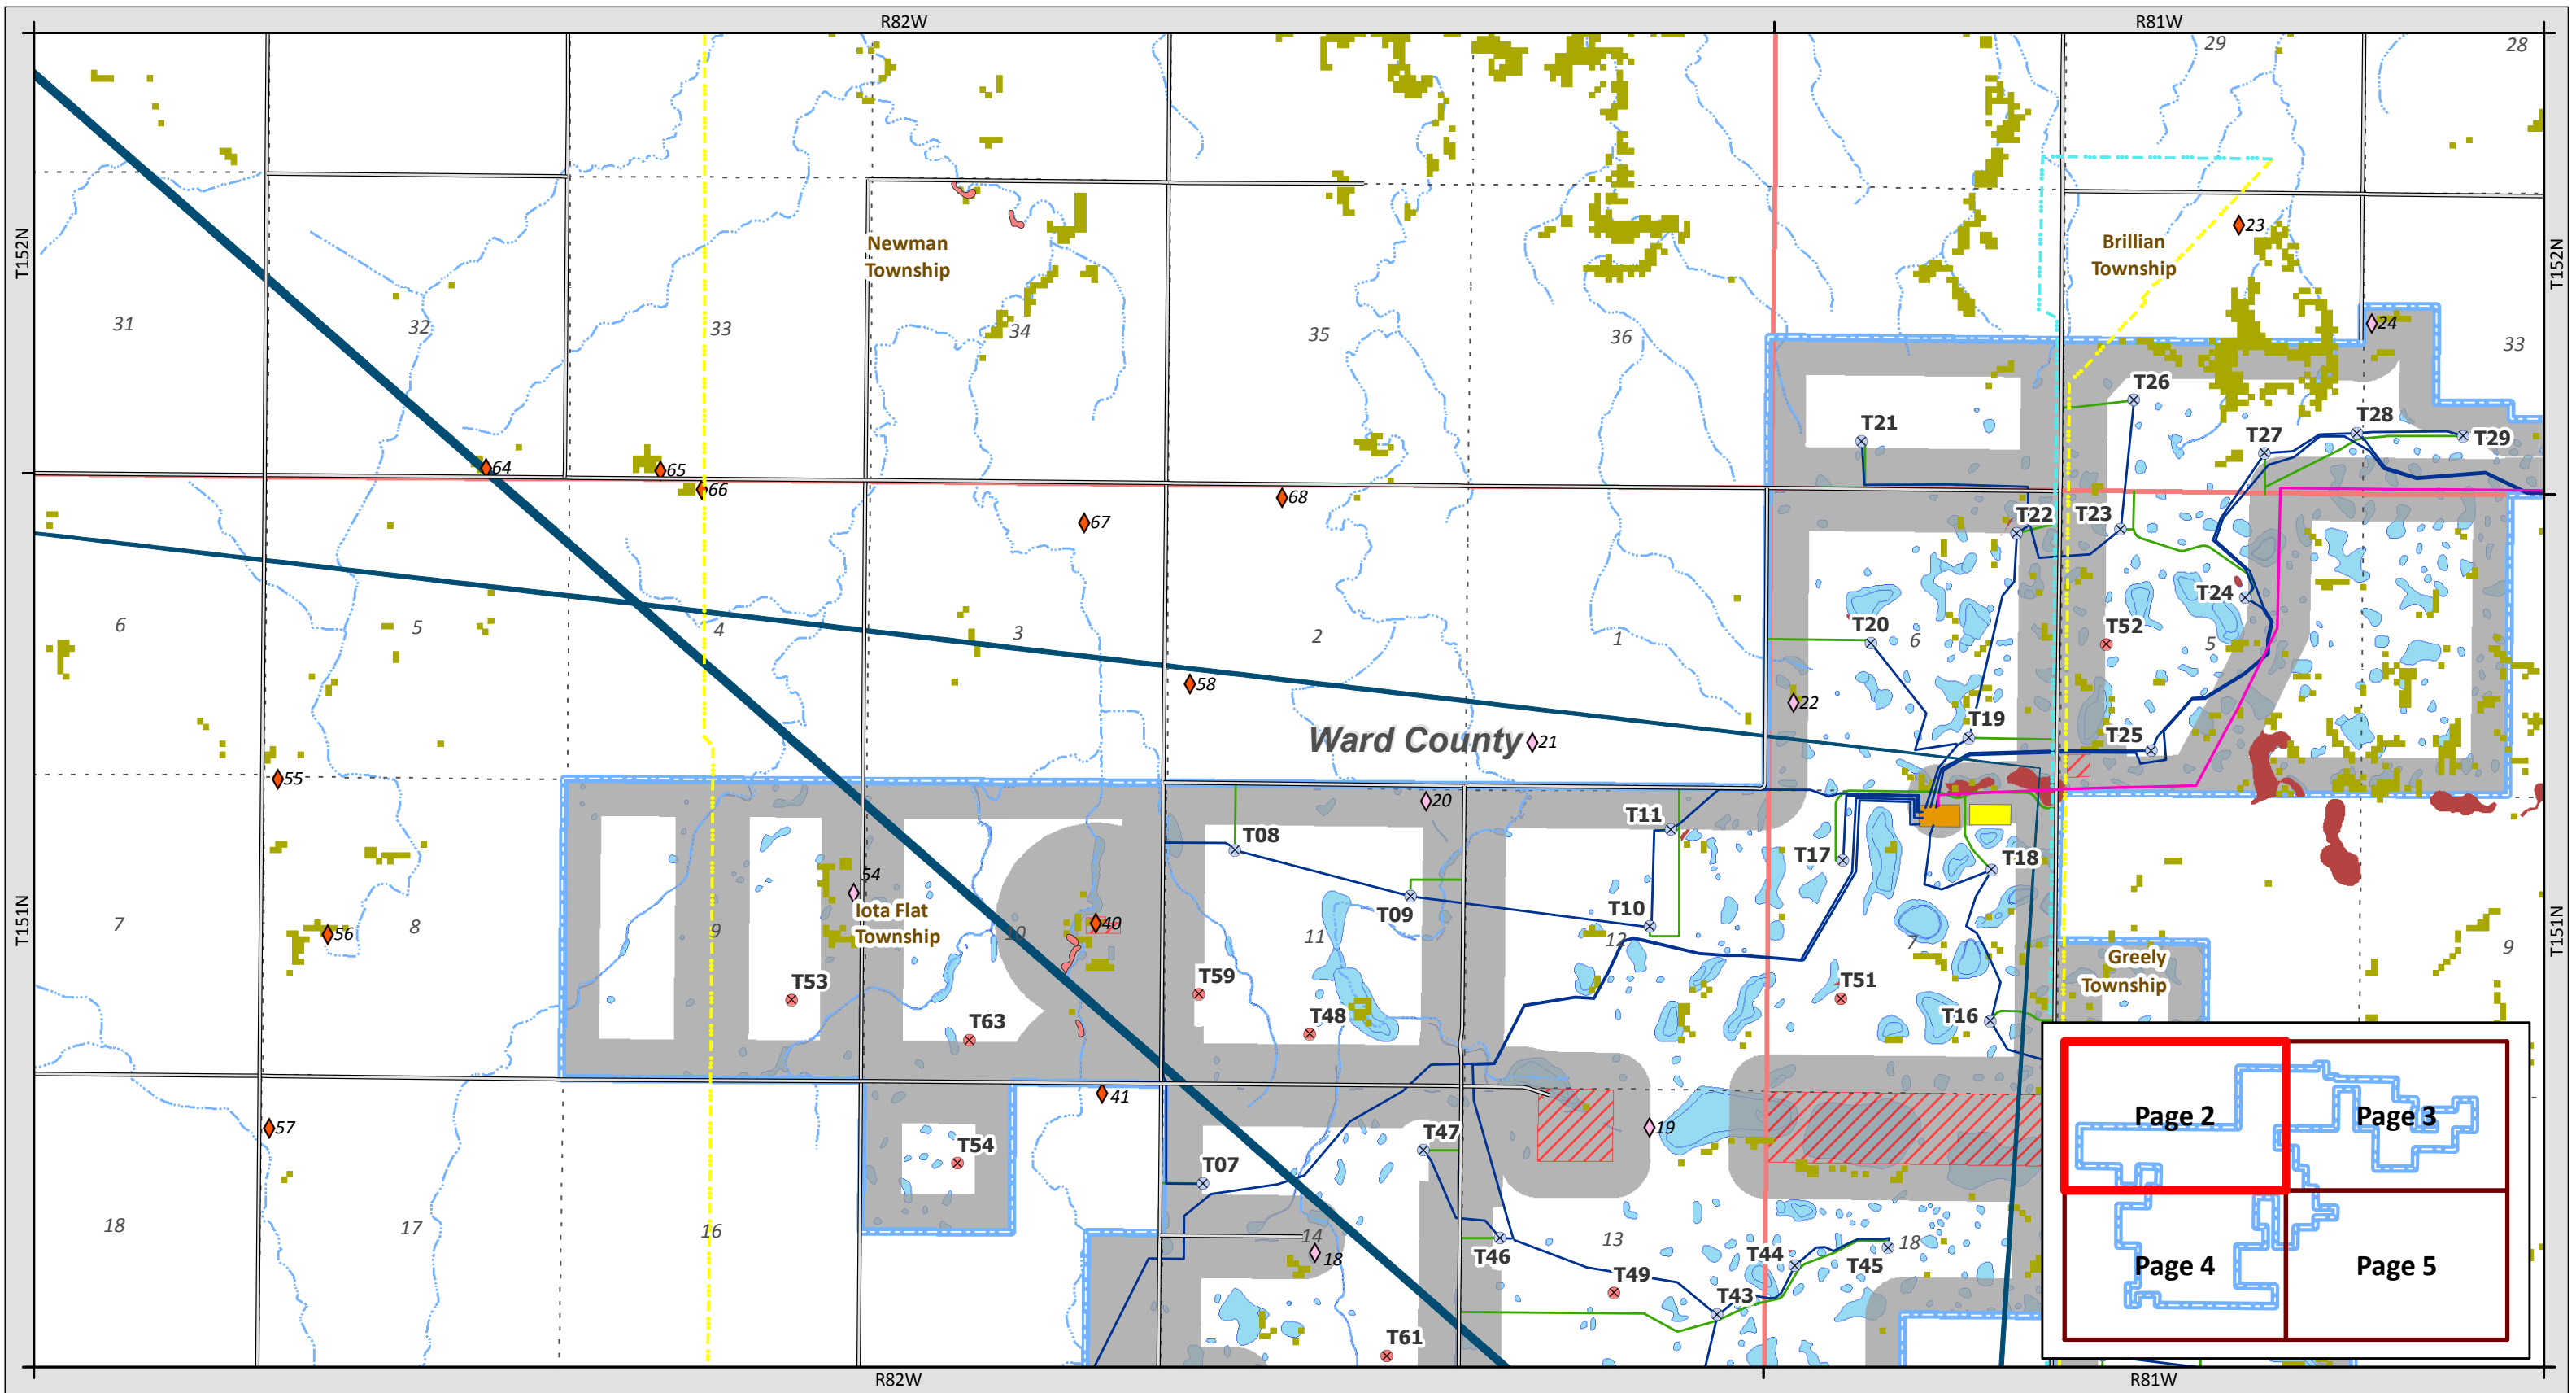 R82W
R81W
29
28
T152N
T152N
23
Newman
Township
Brillian
Township
31
32
33
34
35
36
24
33
T26
T21
T28
T27
T29
64
65
66
68
67
T22
T23
T24
6
5
4
3
2
1
T20
6
T52
5
58
22
T19
Ward County
21
T25
55
20
T11
T08
T17
T18
54
Iota Flat
Township
T09
T10
40
56
7
8
9
10
11
12
7
9
T151N
T151N
Greely
Township
T53
T59
T51
T48
T16
T63
41
57
19
T47
T54
Page 2
Page 3
T07
18
17
16
14
13
18
18
T46
T44
T45
Page 4
Page 5
T49
T43
T61
R82W
R81W